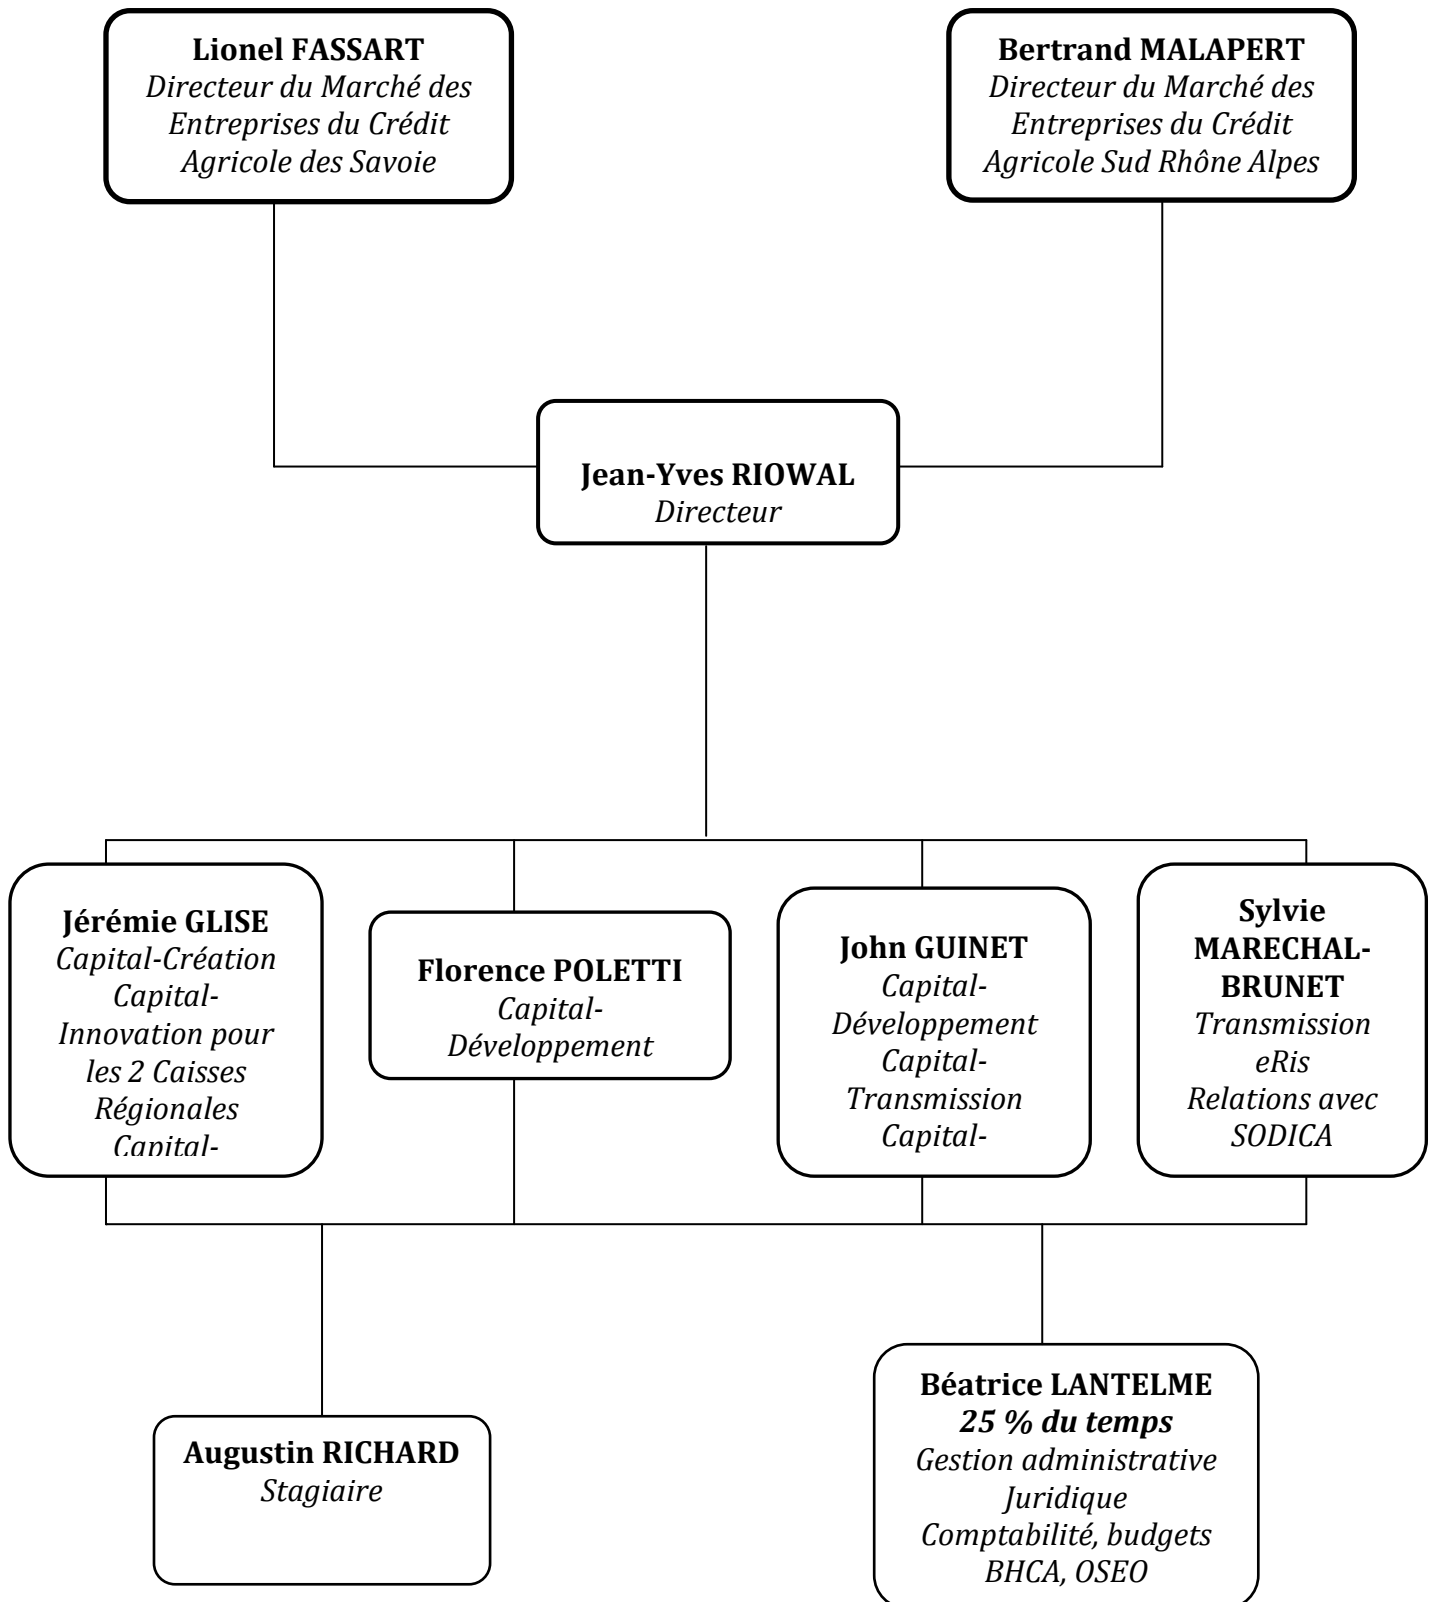 Lionel FASSART
Directeur du Marché des
Entreprises du Crédit
Agricole des Savoie
Bertrand MALAPERT
Directeur du Marché des
Entreprises du Crédit
Agricole Sud Rhône Alpes
Jean-Yves RIOWAL
Directeur
Jérémie GLISE
Capital-Création
Capital-
Innovation pour
les 2 Caisses
Régionales
Capital-
Florence POLETTI
Capital-
Développement
John GUINET
Capital-
Développement
Capital-
Transmission
Capital-
Sylvie
MARECHAL-
BRUNET
Transmission
eRis
Relations avec
SODICA
Augustin RICHARD
Stagiaire
Béatrice LANTELME
25 % du temps
Gestion administrative
Juridique
Comptabilité, budgets
BHCA, OSEO